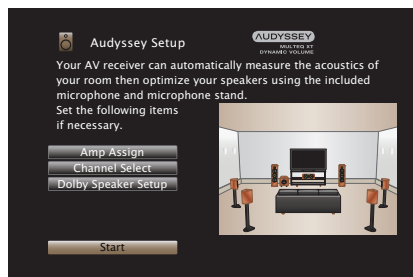 Audyssey Setup
AUDYSSEY
MULTEQ XT
DYNAMIC VOLUME
Your AV receiver can automatically measure the acoustics of
your room then optimize your speakers using the included
microphone and microphone stand.
Set the following items
if necessary.
Amp Assign
Channel Select
Dolby Speaker Setup
Start